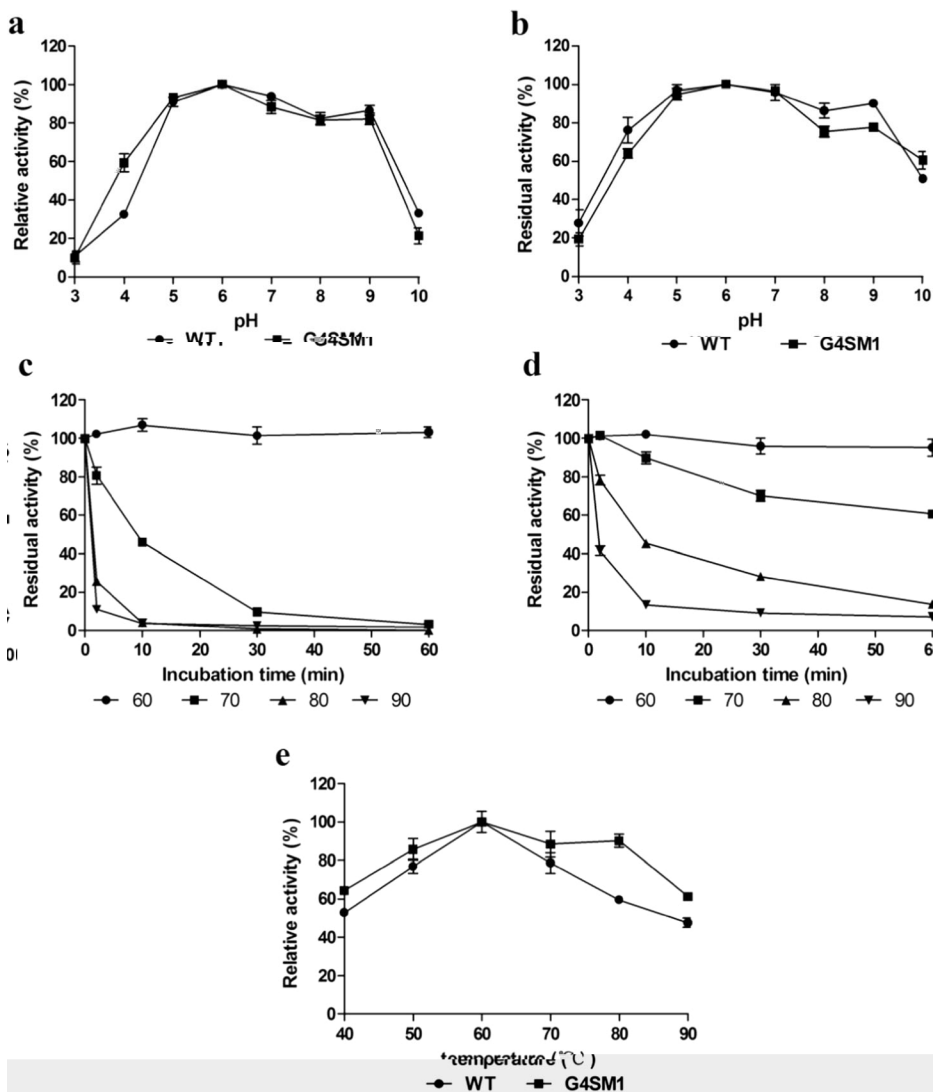 a
b
120
100
80
60
40
20
0
Relative activity (%)
3 4 5 6 7 8 9 10
pH
WT G4SM1
120
100
80
60
40
20
0
Residual activity (%)
3 4 5 6 7 8 9 10
pH
WT G4SM1
c
d
120
100
80
60
40
20
0
Residual activity (%)
0 10 20 30 40 50 60
Incubation time (min)
60 70 80 90
120
100
80
60
40
20
0
Residual activity (%)
0 10 20 30 40 50
Incubation time (min)
60 70 80 90
e
120
100
80
60
40
20
0
Relative activity (%)
40 50 60 70 80 90
temperature (°C)
WT G4SM1